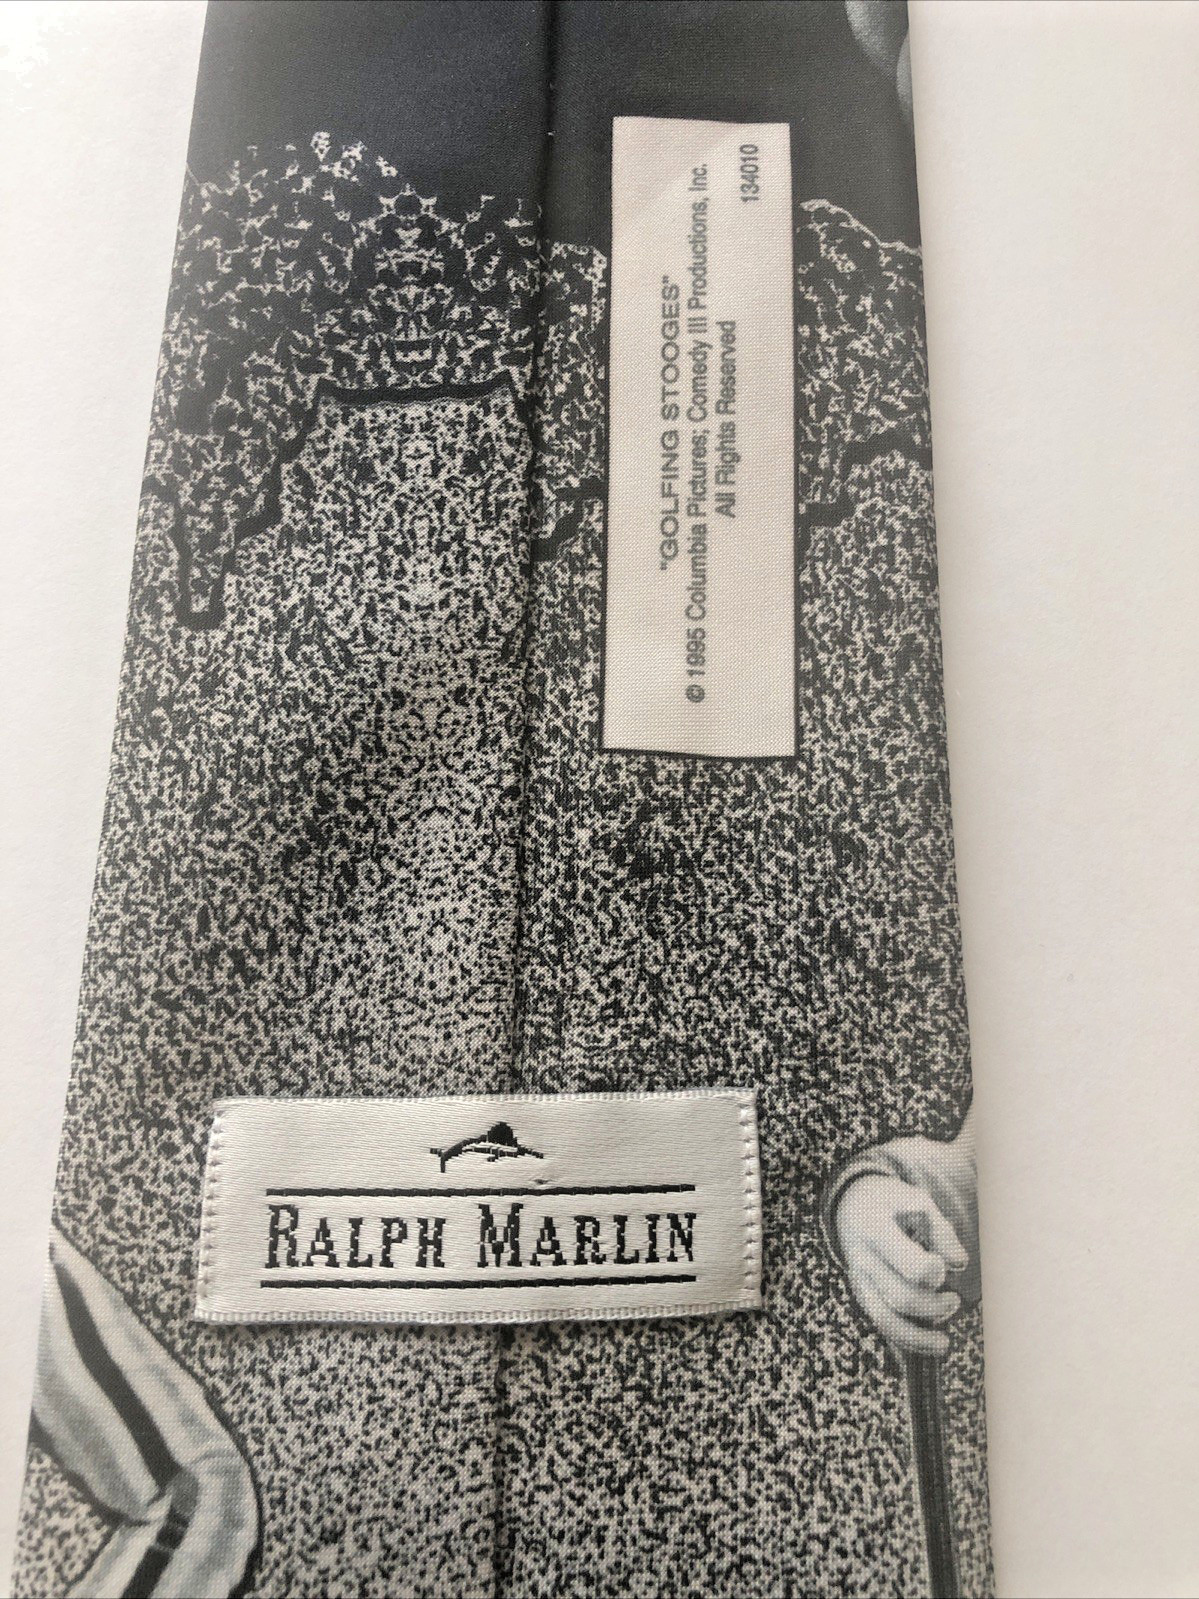 "GOLFING STOOGES"
© 1995 Columbia Pictures; Comedy III Productions, Inc.
All Rights Reserved
134010
RALPH MARLIN